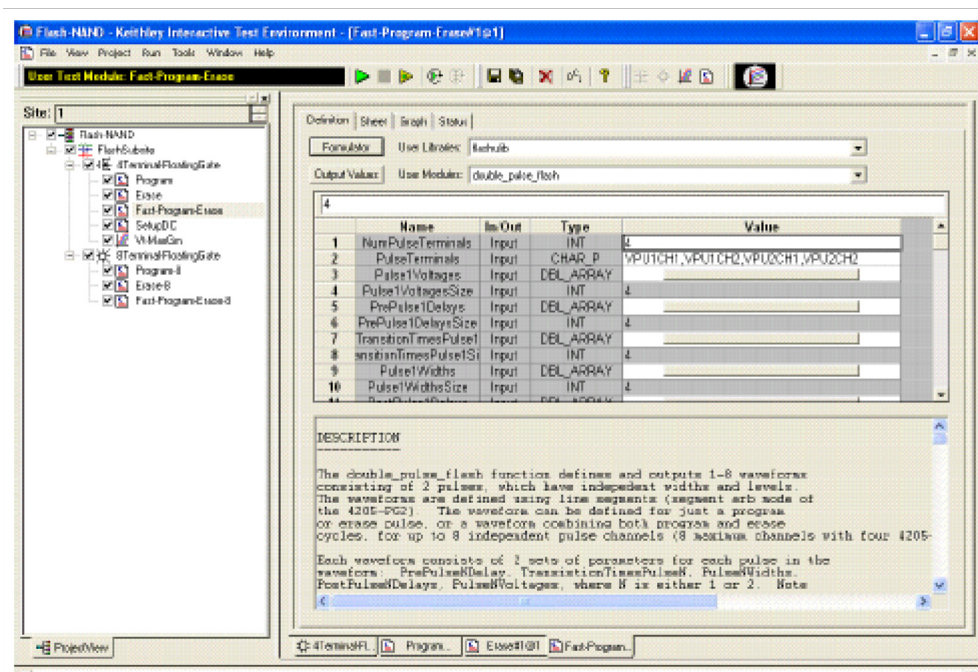 Flash-NAND - Keithley Interactive Test Environment - [Fast-Program-Erase#1@1]
File View Project Run Tools Window Help
User Test Module: Fast-Program-Erase
Site: 1
Flash-NAND
FlashSubsite
4TerminalFloatingGate
Program
Erase
Fast-Program-Erase
SetupDC
Vt-MaxGm
8TerminalFloatingGate
Program-8
Erase-8
Fast-Program-Erase-8
Definition Sheet Graph Status
Formulator User Libraries: flashulib
Output Values User Modules: double_pulse_flash
4
Name In/Out Type Value
1 NumPulseTerminals Input INT 4
2 PulseTerminals Input CHAR_P VPU1CH1,VPU1CH2,VPU2CH1,VPU2CH2
3 Pulse1Voltages Input DBL_ARRAY
4 Pulse1VoltagesSize Input INT 4
5 PrePulse1Delays Input DBL_ARRAY
6 PrePulse1DelaysSize Input INT 4
7 TransitionTimesPulse1 Input DBL_ARRAY
8 ansitionTimesPulse1Si Input INT 4
9 Pulse1Widths Input DBL_ARRAY
10 Pulse1WidthsSize Input INT 4
DESCRIPTION
-----------
The double_pulse_flash function defines and outputs 1-8 waveforms
consisting of 2 pulses, which have indepedent widths and levels.
The waveforms are defined using line segments (segment arb mode of
the 4205-PG2). The waveform can be defined for just a program
or erase pulse, or a waveform combining both program and erase
cycles, for up to 8 independent pulse channels (8 maximum channels with four 4205-
Each waveform consists of 2 sets of parameters for each pulse in the
waveform: PrePulseNDelay, TranssistionTimesPulseN, PulseNWidths,
PostPulseNDelays, PulseNVoltages, where N is either 1 or 2. Note
ProjectView
4TerminalFl.. Program.. Erase#1@1 Fast-Program..